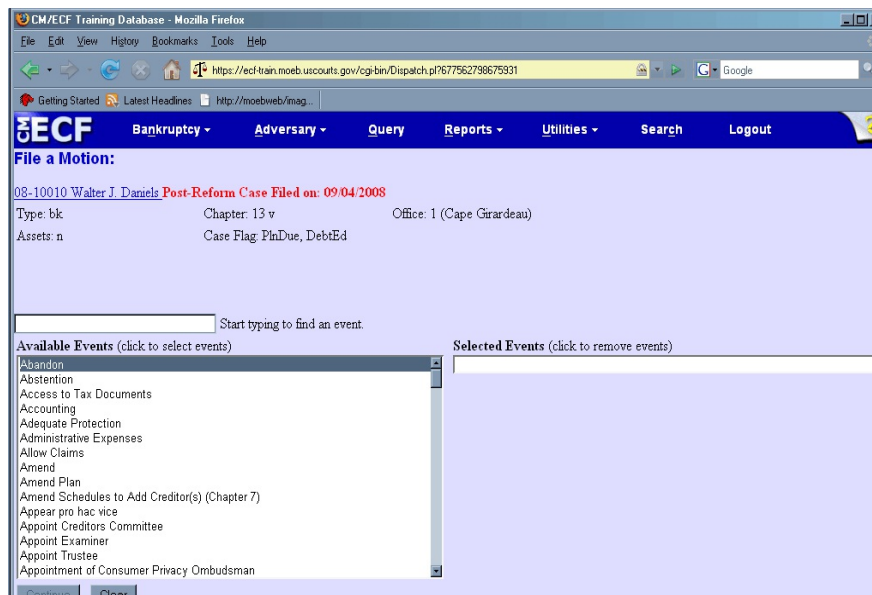 CM/ECF Training Database - Mozilla Firefox
File Edit View History Bookmarks Tools Help
https://ecf-train.moeb.uscourts.gov/cgi-bin/Dispatch.pl?677562798675931 G Google
Getting Started Latest Headlines http://moebweb/imag...
CM ECF Bankruptcy Adversary Query Reports Utilities Search Logout
File a Motion:
08-10010 Walter J. Daniels Post-Reform Case Filed on: 09/04/2008
Type: bk Chapter: 13 v Office: 1 (Cape Girardeau)
Assets: n Case Flag: PlnDue, DebtEd
Start typing to find an event.
Available Events (click to select events) Selected Events (click to remove events)
Abandon
Abstention
Access to Tax Documents
Accounting
Adequate Protection
Administrative Expenses
Allow Claims
Amend
Amend Plan
Amend Schedules to Add Creditor(s) (Chapter 7)
Appear pro hac vice
Appoint Creditors Committee
Appoint Examiner
Appoint Trustee
Appointment of Consumer Privacy Ombudsman
Continue Clear